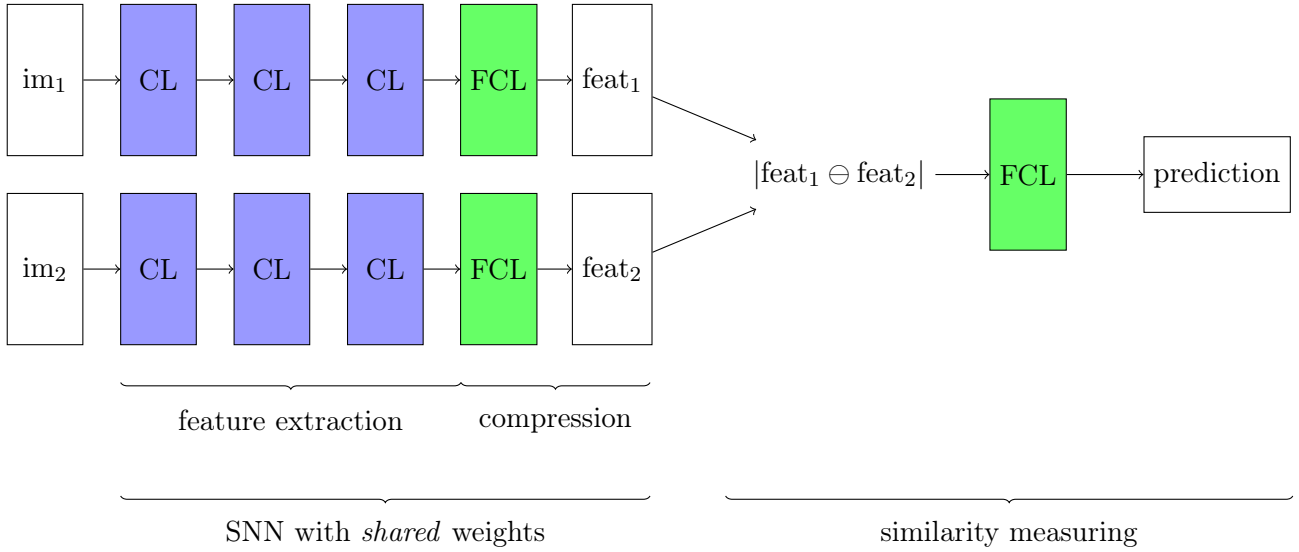 im₁ CL CL CL FCL feat₁
|feat₁ ⊖ feat₂| FCL prediction
im₂ CL CL CL FCL feat₂
feature extraction compression
SNN with shared weights similarity measuring